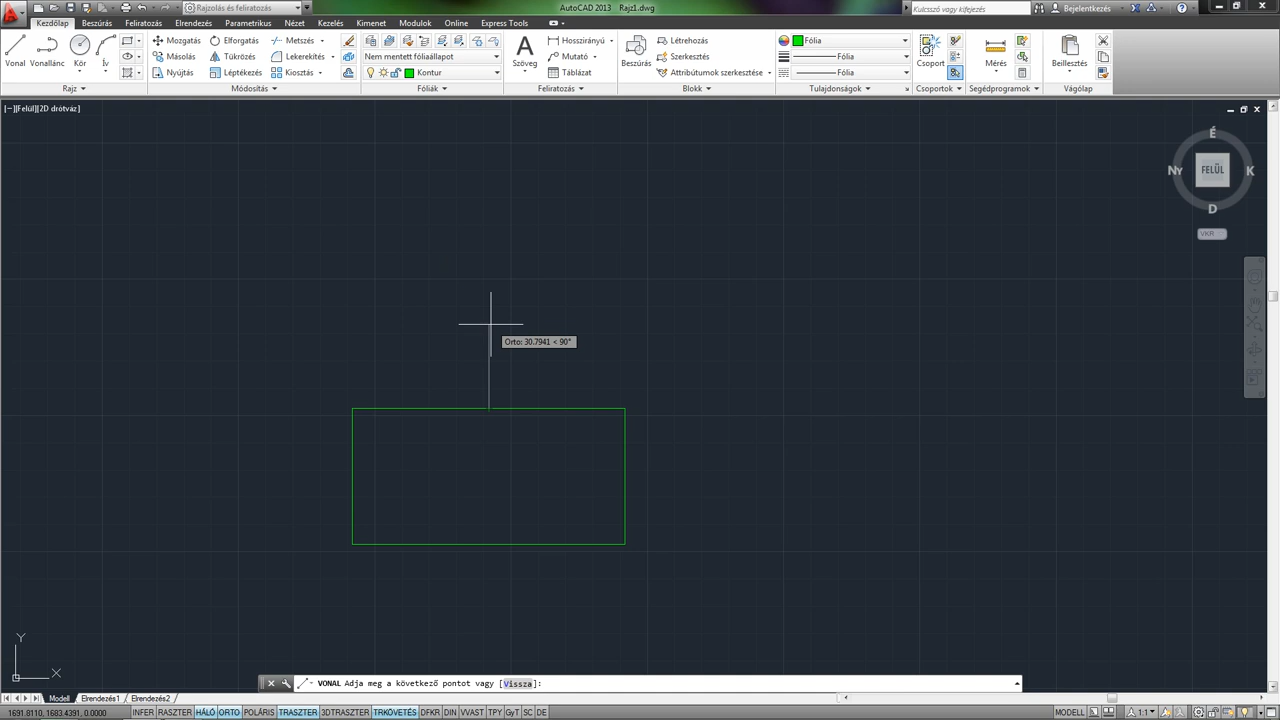 Rajzolás és feliratozás
AutoCAD 2013 Rajz1.dwg
Kulcsszó vagy kifejezés
Bejelentkezés
Kezdőlap Beszúrás Feliratozás Elrendezés Parametrikus Nézet Kezelés Kimenet Modulok Online Express Tools
Vonal Vonallánc Kör Ív
Mozgatás Elforgatás Metszés
Másolás Tükrözés Lekerekítés
Nyújtás Léptékezés Kiosztás
Nem mentett fóliaállapot
Kontur
Szöveg
Hosszirányú
Mutató
Táblázat
Beszúrás
Létrehozás
Szerkesztés
Attribútumok szerkesztése
Fólia
Fólia
Fólia
Csoport
Mérés
Beillesztés
Rajz Módosítás Fóliák Feliratozás Blokk Tulajdonságok Csoportok Segédprogramok Vágólap
[−][Felül][2D drótváz]
É
NY FELÜL K
D
VKR
Orto: 30.7941 < 90°
Y
X
VONAL Adja meg a következő pontot vagy [Vissza]:
Modell Elrendezés1 Elrendezés2
1691.8110, 1683.4391, 0.0000 INFER RASZTER HÁLÓ ORTO POLÁRIS TRASZTER 3DTRASZTER TRKÖVETÉS DFKR DIN VVAST TPY GyT SC DE MODELL 1:1